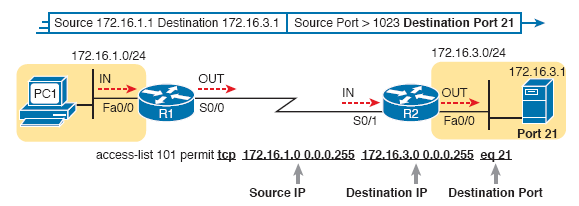 Source 172.16.1.1 Destination 172.16.3.1 Source Port > 1023 Destination Port 21
172.16.1.0/24
172.16.3.0/24
172.16.3.1
IN
OUT
IN
OUT
PC1
R1
R2
Fa0/0
S0/0
S0/1
Fa0/0
Port 21
access-list 101 permit tcp 172.16.1.0 0.0.0.255 172.16.3.0 0.0.0.255 eq 21
Source IP
Destination IP
Destination Port